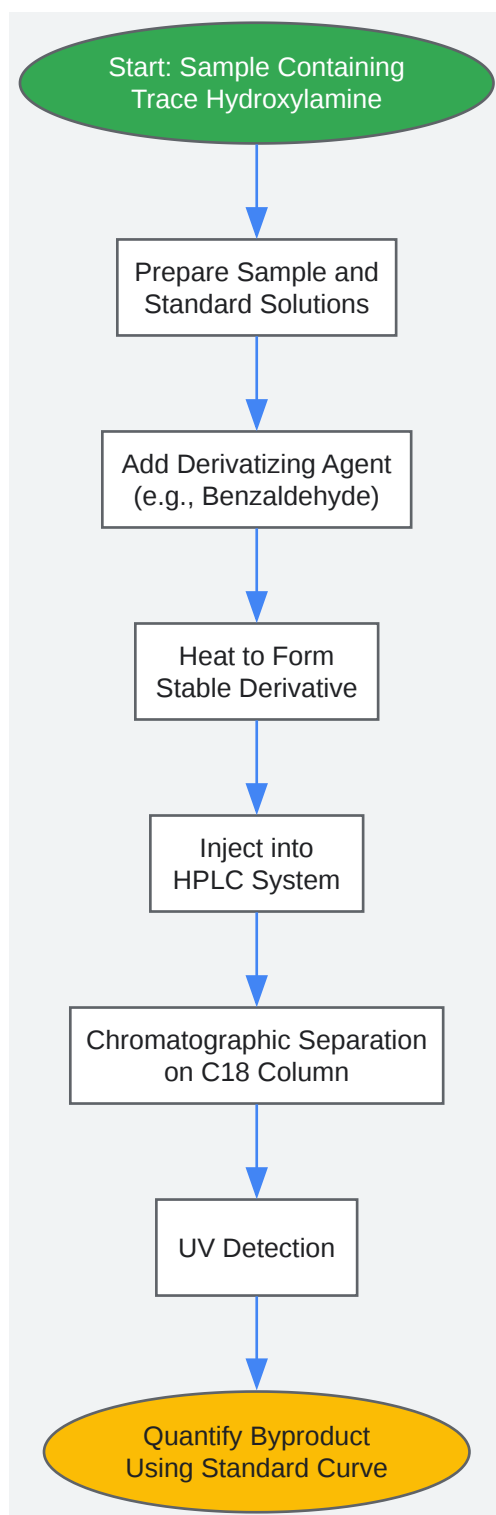 Start: Sample Containing
Trace Hydroxylamine
Prepare Sample and
Standard Solutions
Add Derivatizing Agent
(e.g., Benzaldehyde)
Heat to Form
Stable Derivative
Inject into
HPLC System
Chromatographic Separation
on C18 Column
UV Detection
Quantify Byproduct
Using Standard Curve